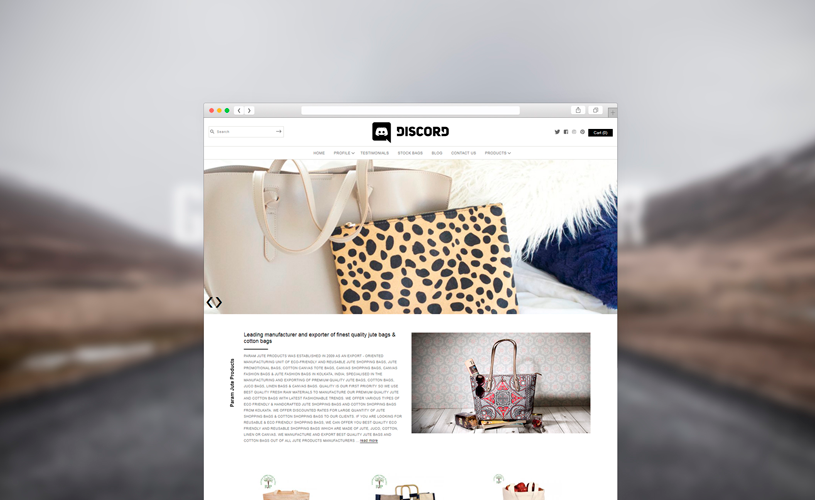 Search
DISCORD
Cart (0)
HOME PROFILE TESTIMONIALS STOCK BAGS BLOG CONTACT US PRODUCTS
Leading manufacturer and exporter of finest quality jute bags &
cotton bags
Param Jute Products
PARAM JUTE PRODUCTS WAS ESTABLISHED IN 2009 AS AN EXPORT - ORIENTED
MANUFACTURING UNIT OF ECO-FRIENDLY AND REUSABLE JUTE SHOPPING BAGS, JUTE
PROMOTIONAL BAGS, COTTON CANVAS TOTE BAGS, CANVAS SHOPPING BAGS, CANVAS
FASHION BAGS & JUTE FASHION BAGS IN KOLKATA, INDIA. SPECIALISED IN THE
MANUFACTURING AND EXPORTING OF PREMIUM QUALITY JUTE BAGS, COTTON BAGS,
JUCO BAGS, LINEN BAGS & CANVAS BAGS. QUALITY IS OUR FIRST PRIORITY SO WE USE
BEST QUALITY FRESH RAW MATERIALS TO MANUFACTURE OUR PREMIUM QUALITY JUTE
AND COTTON BAGS WITH LATEST FASHIONABLE TRENDS. WE OFFER VARIOUS TYPES OF
ECO FRIENDLY & HANDCRAFTED JUTE SHOPPING BAGS AND COTTON SHOPPING BAGS
FROM KOLKATA. WE OFFER DISCOUNTED RATES FOR LARGE QUANTITY OF JUTE
SHOPPING BAGS & COTTON SHOPPING BAGS TO OUR CLIENTS. IF YOU ARE LOOKING FOR
REUSABLE & ECO FRIENDLY SHOPPING BAGS, WE CAN OFFER YOU BEST QUALITY ECO
FRIENDLY AND REUSABLE SHOPPING BAGS WHICH ARE MADE OF JUTE, JUCO, COTTON,
LINEN OR CANVAS. WE MANUFACTURE AND EXPORT BEST QUALITY JUTE BAGS AND
COTTON BAGS OUT OF ALL JUTE PRODUCTS MANUFACTURERS ... read more